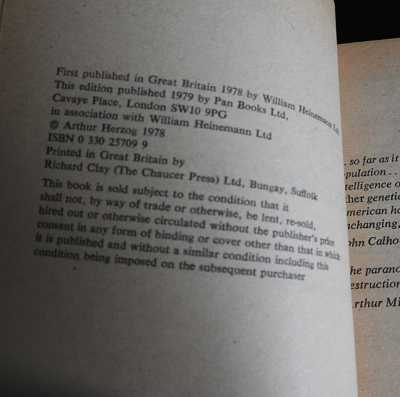 First published in Great Britain 1978 by William Heinemann Ltd
This edition published 1979 by Pan Books Ltd,
Cavaye Place, London SW10 9PG
in association with William Heinemann Ltd
© Arthur Herzog 1978
ISBN 0 330 25709 9
Printed in Great Britain by
Richard Clay (The Chaucer Press) Ltd, Bungay, Suffolk
This book is sold subject to the condition that it
shall not, by way of trade or otherwise, be lent, re-sold,
hired out or otherwise circulated without the publisher's prior
consent in any form of binding or cover other than that in which
it is published and without a similar condition including this
condition being imposed on the subsequent purchaser
.. so far as it
opulation . .
telligence o
ther genetic
merican ho
nchanging,
ohn Calho
he parano
estruction
rthur Mi